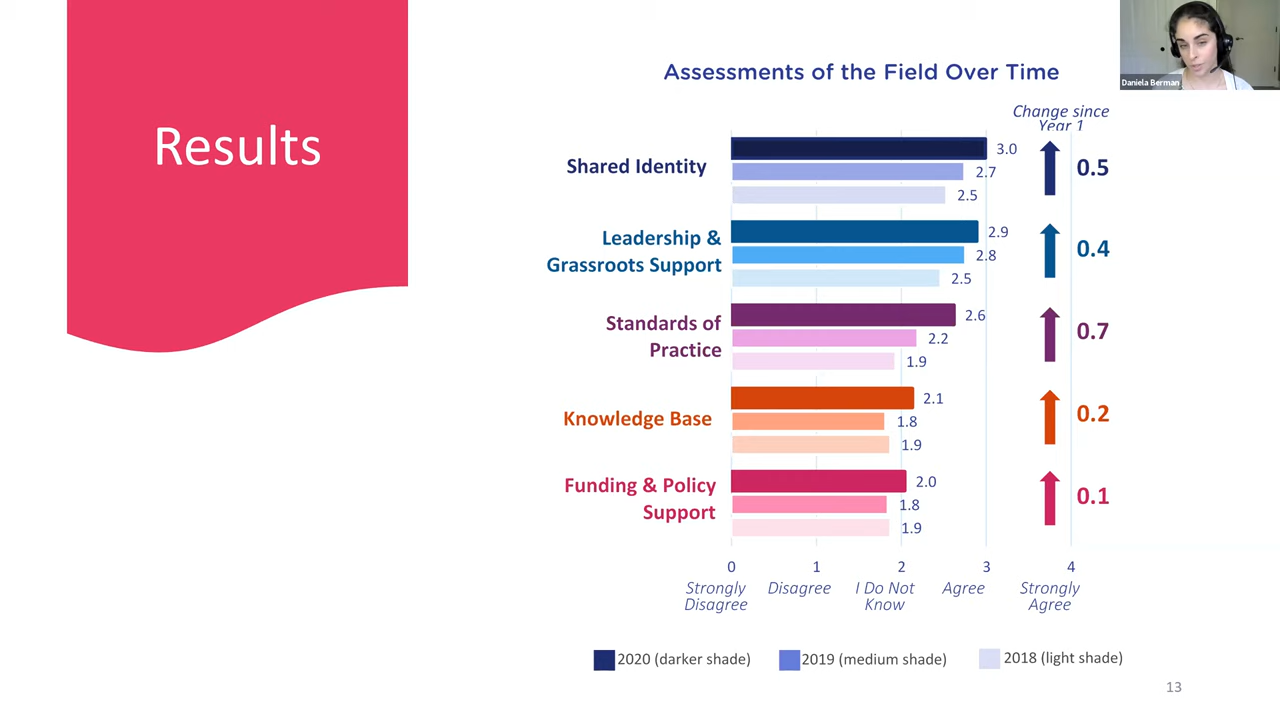 Results
Assessments of the Field Over Time
Daniela Berman
Change since
Year 1
Shared Identity
3.0
2.7
2.5
0.5
Leadership &
Grassroots Support
2.9
2.8
2.5
0.4
Standards of
Practice
2.6
2.2
1.9
0.7
Knowledge Base
2.1
1.8
1.9
0.2
Funding & Policy
Support
2.0
1.8
1.9
0.1
0 1 2 3 4
Strongly Disagree I Do Not Agree Strongly
Disagree Know Agree
2020 (darker shade) 2019 (medium shade) 2018 (light shade)
13